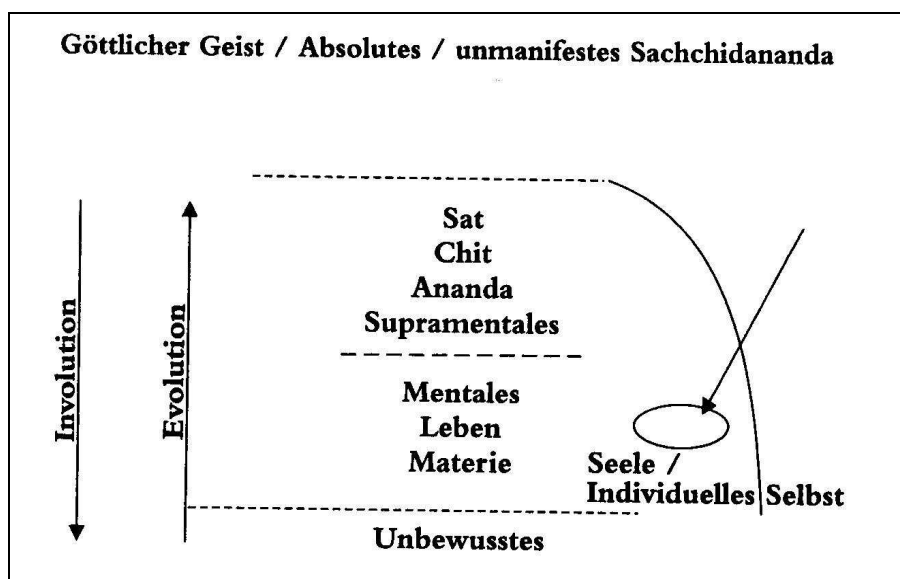 Göttlicher Geist / Absolutes / unmanifestes Sachchidananda
Involution
Evolution
Sat
Chit
Ananda
Supramentales
Mentales
Leben
Materie
Seele /
Individuelles Selbst
Unbewusstes